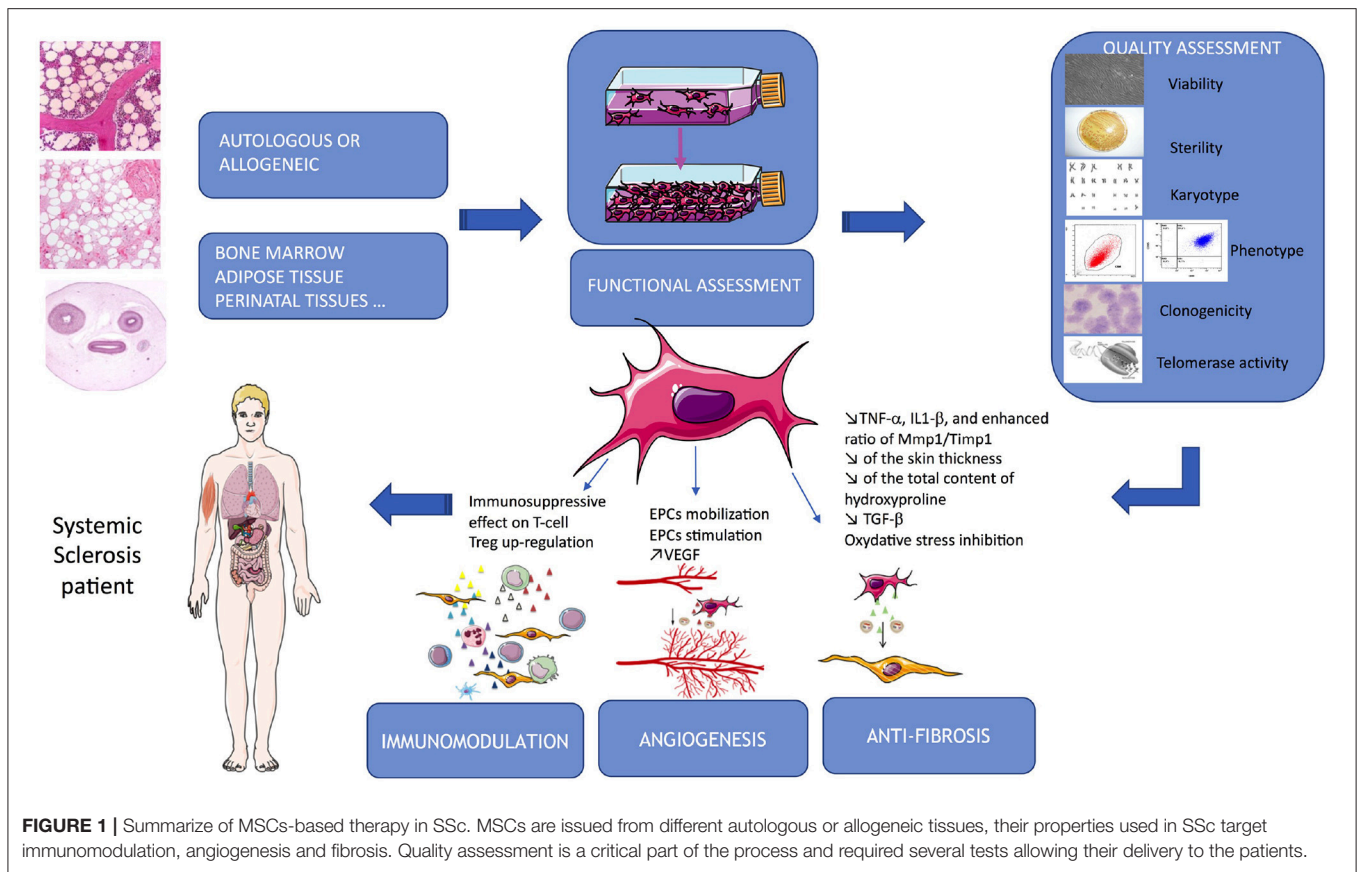 AUTOLOGOUS OR
ALLOGENEIC
BONE MARROW
ADIPOSE TISSUE
PERINATAL TISSUES ...
FUNCTIONAL ASSESSMENT
QUALITY ASSESSMENT
Viability
Sterility
Karyotype
Phenotype
Clonogenicity
Telomerase activity
Systemic
Sclerosis
patient
Immunosuppressive
effect on T-cell
Treg up-regulation
EPCs mobilization
EPCs stimulation
↗VEGF
↘TNF-α, IL1-β, and enhanced
ratio of Mmp1/Timp1
↘ of the skin thickness
↘ of the total content of
hydroxyproline
↘ TGF-β
Oxydative stress inhibition
IMMUNOMODULATION
ANGIOGENESIS
ANTI-FIBROSIS
FIGURE 1 | Summarize of MSCs-based therapy in SSc. MSCs are issued from different autologous or allogeneic tissues, their properties used in SSc target
immunomodulation, angiogenesis and fibrosis. Quality assessment is a critical part of the process and required several tests allowing their delivery to the patients.